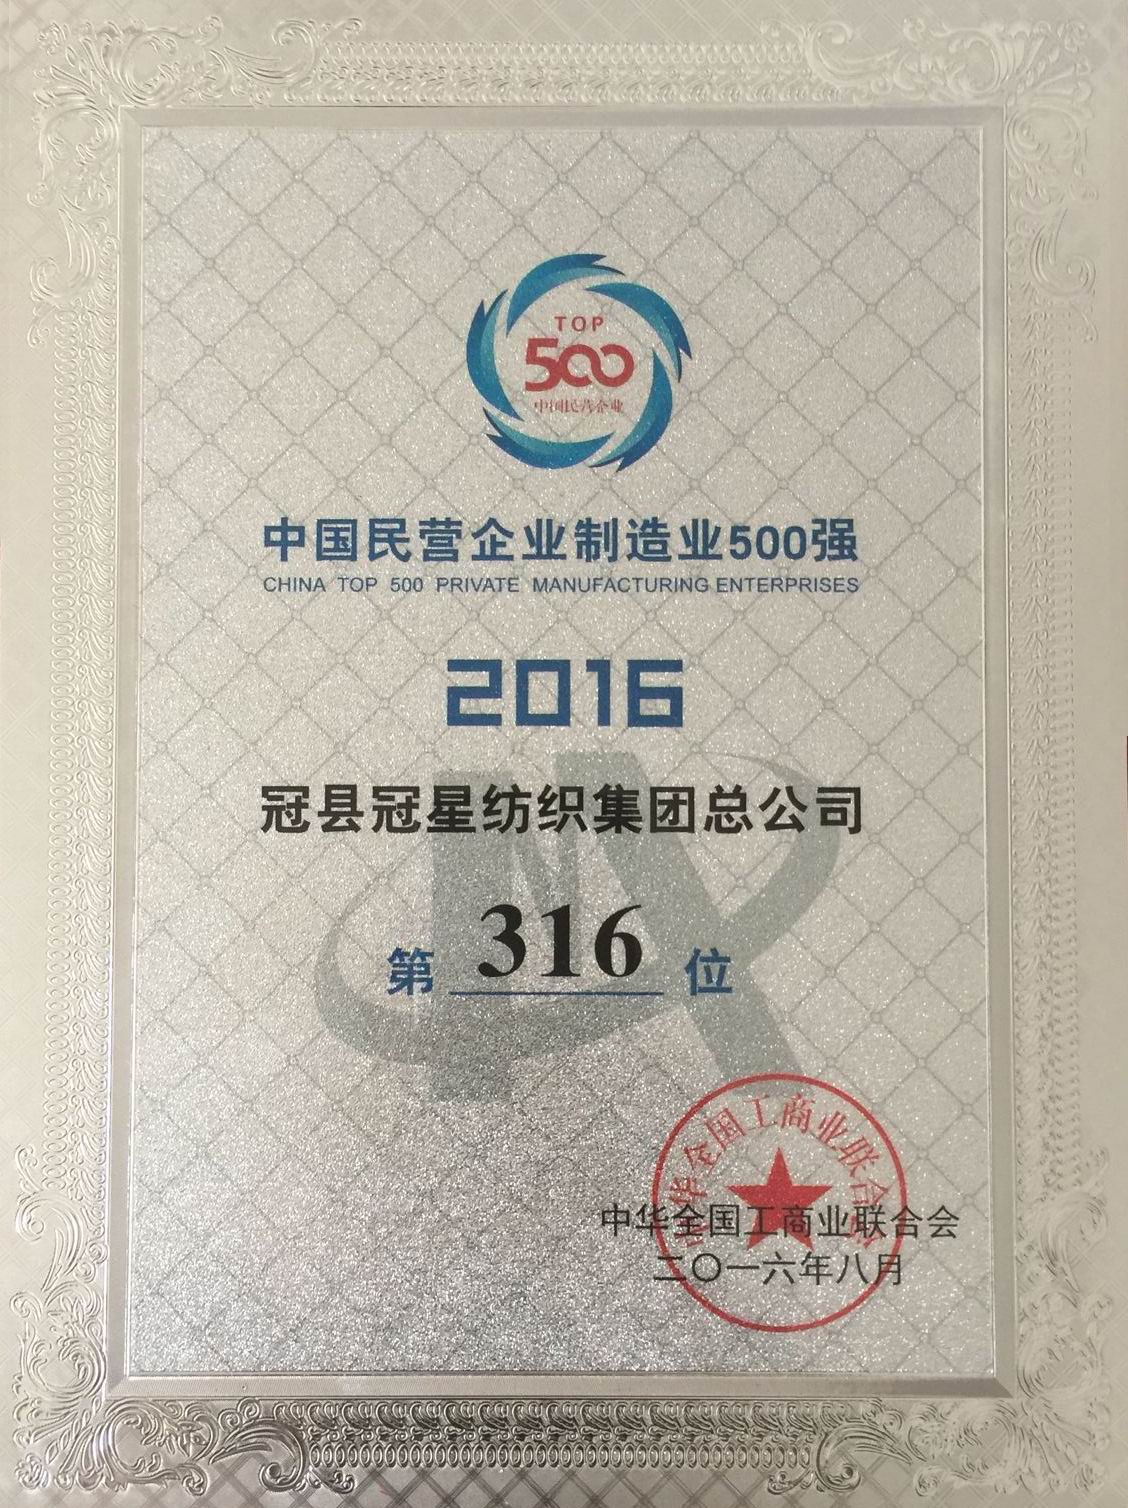 TOP
500
中国民营企业
中国民营企业制造业500强
CHINA TOP 500 PRIVATE MANUFACTURING ENTERPRISES
2016
冠县冠星纺织集团总公司
第 316 位
中华全国工商业联合会
中华全国工商业联合会
二〇一六年八月